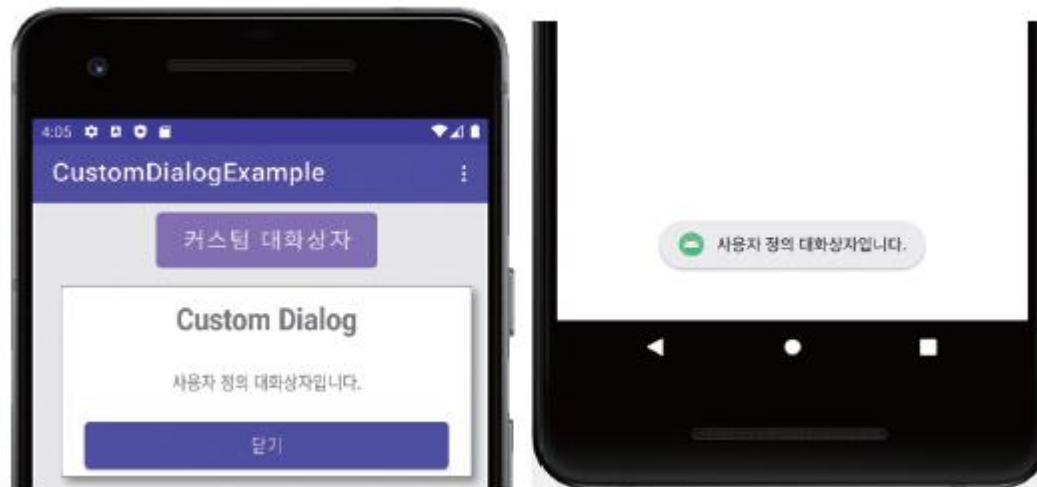 4:05
CustomDialogExample
커스텀 대화상자
Custom Dialog
사용자 정의 대화상자입니다.
닫기
사용자 정의 대화상자입니다.